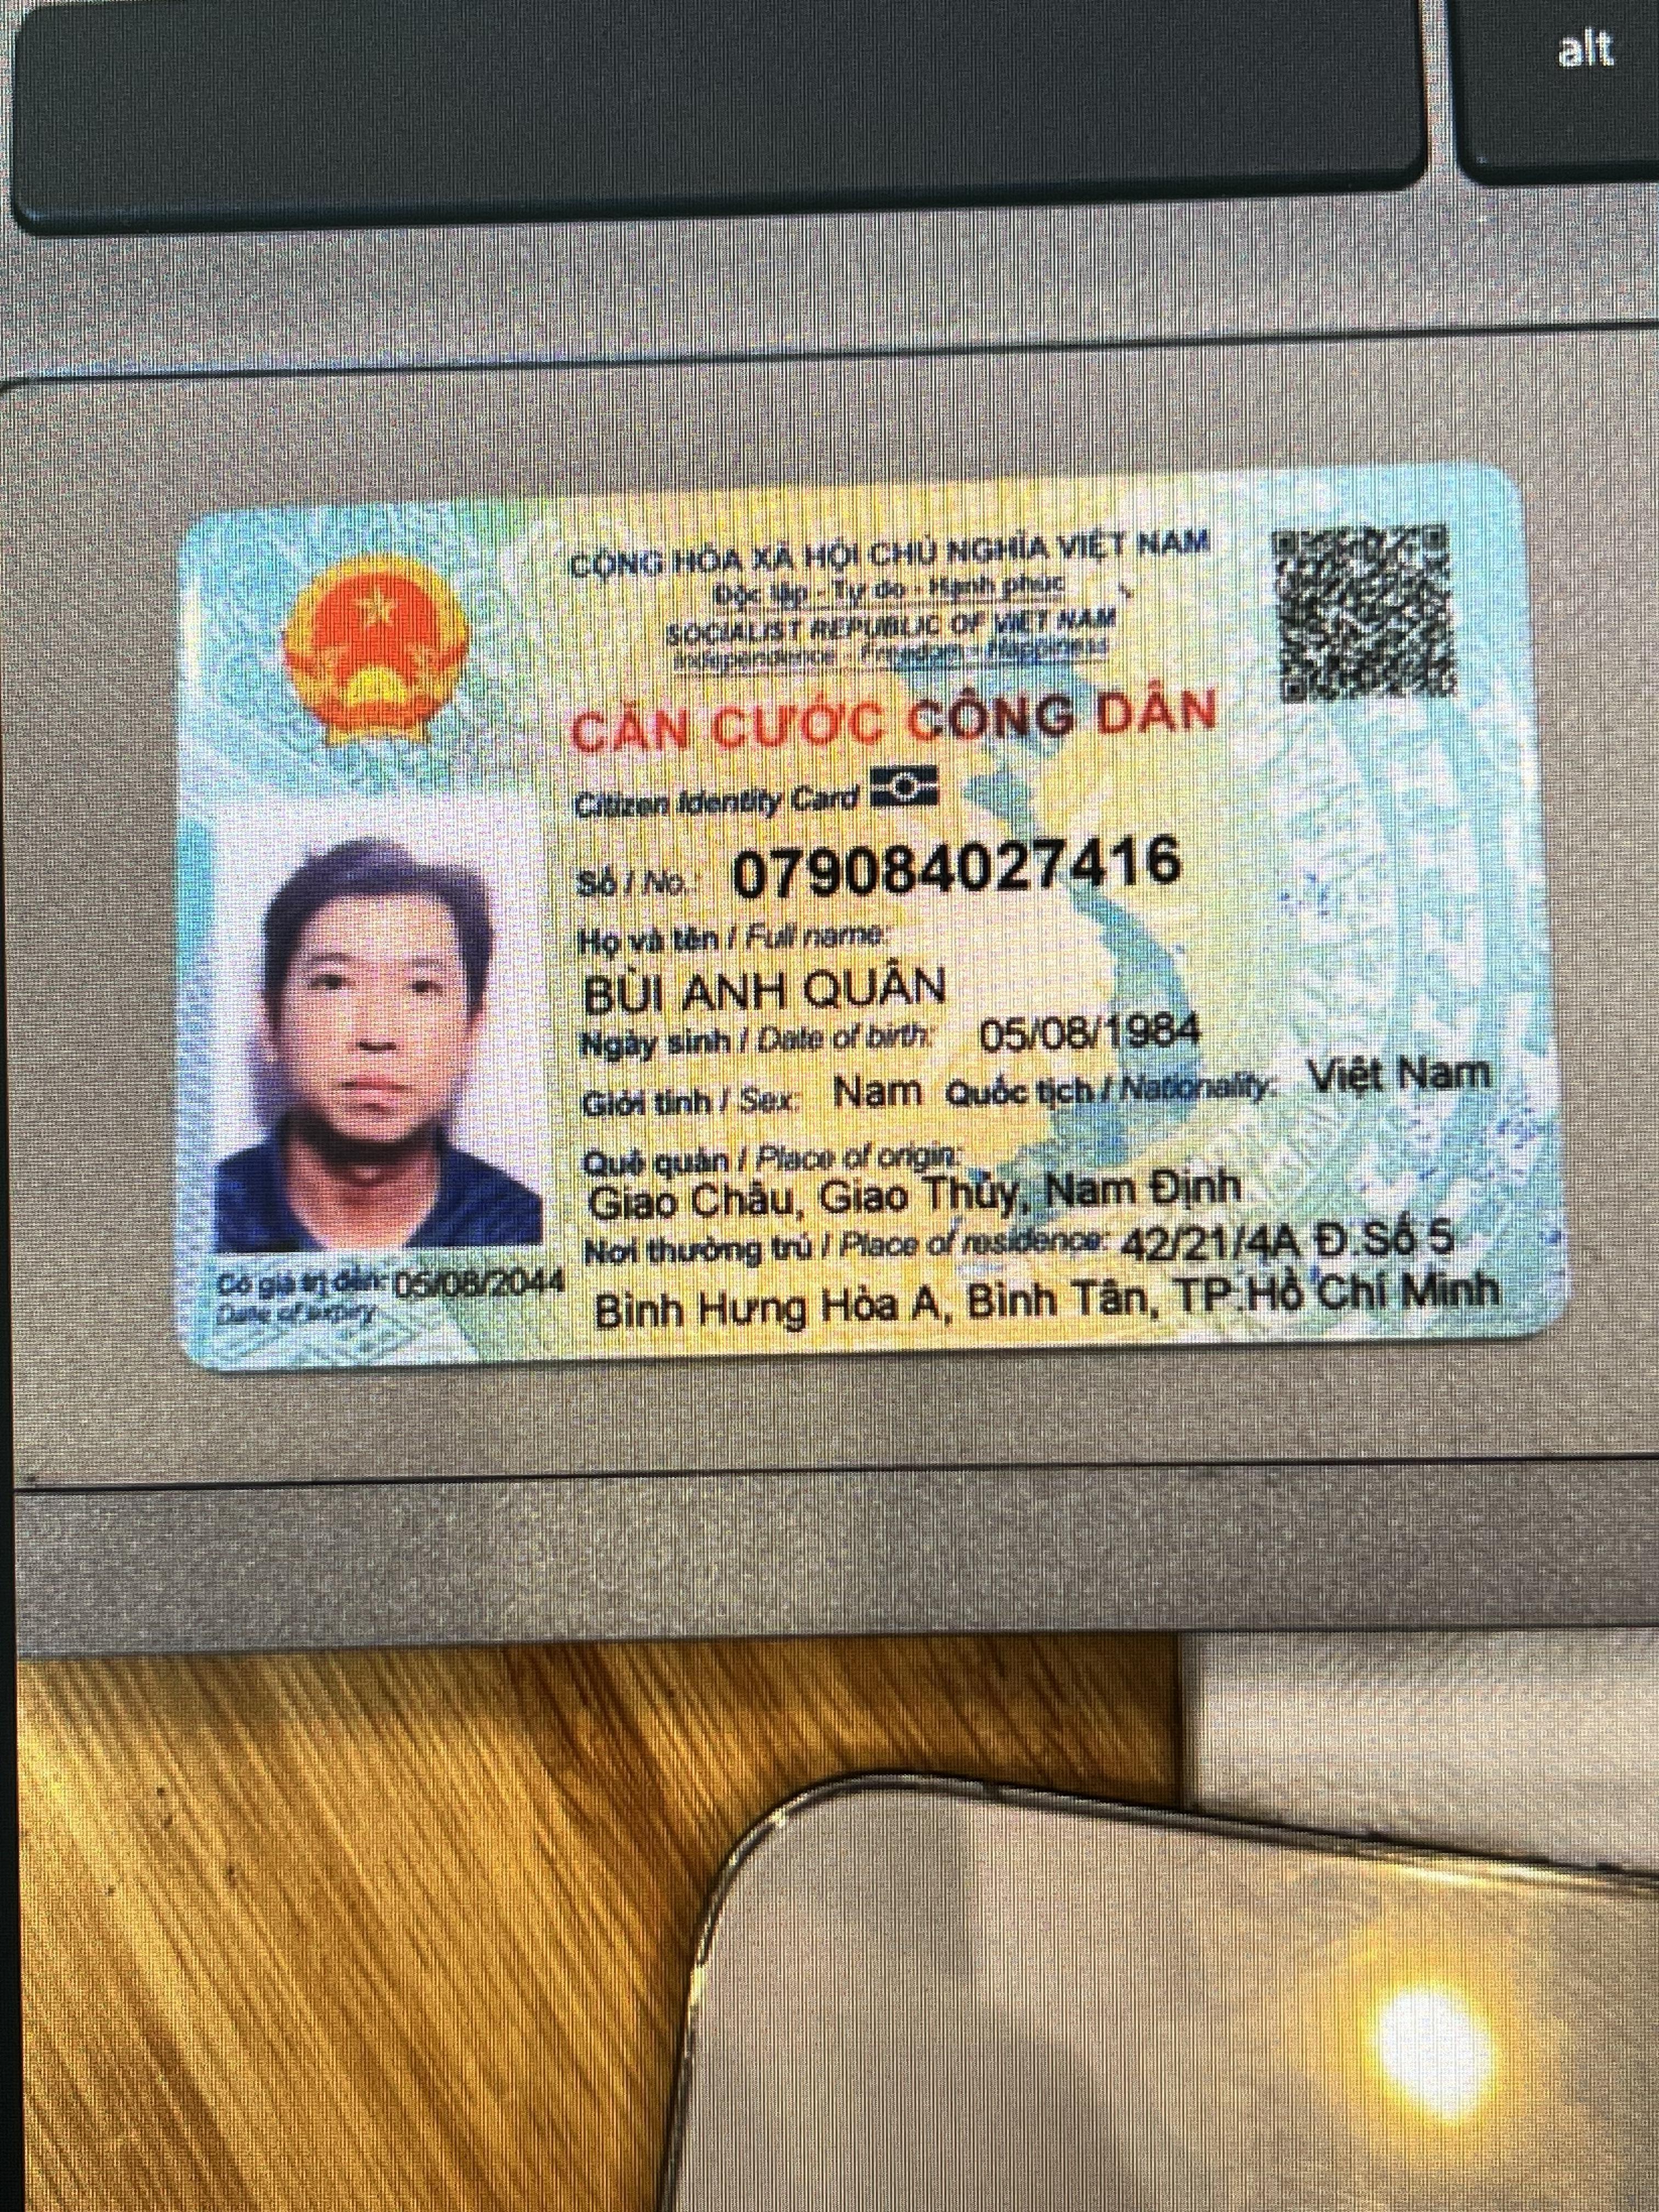 alt
CỘNG HÒA XÃ HỘI CHỦ NGHĨA VIỆT NAM
Độc lập - Tự do - Hạnh phúc
SOCIALIST REPUBLIC OF VIET NAM
Independence - Freedom - Happiness
CĂN CƯỚC CÔNG DÂN
Citizen Identity Card
Số / No.: 079084027416
Họ và tên / Full name:
BÙI ANH QUÂN
Ngày sinh / Date of birth: 05/08/1984
Giới tính / Sex: Nam Quốc tịch / Nationality: Việt Nam
Quê quán / Place of origin:
Giao Châu, Giao Thủy, Nam Định
Nơi thường trú / Place of residence: 42/21/4A Đ.Số 5
Bình Hưng Hòa A, Bình Tân, TP.Hồ Chí Minh
Có giá trị đến: 05/08/2044
Date of expiry